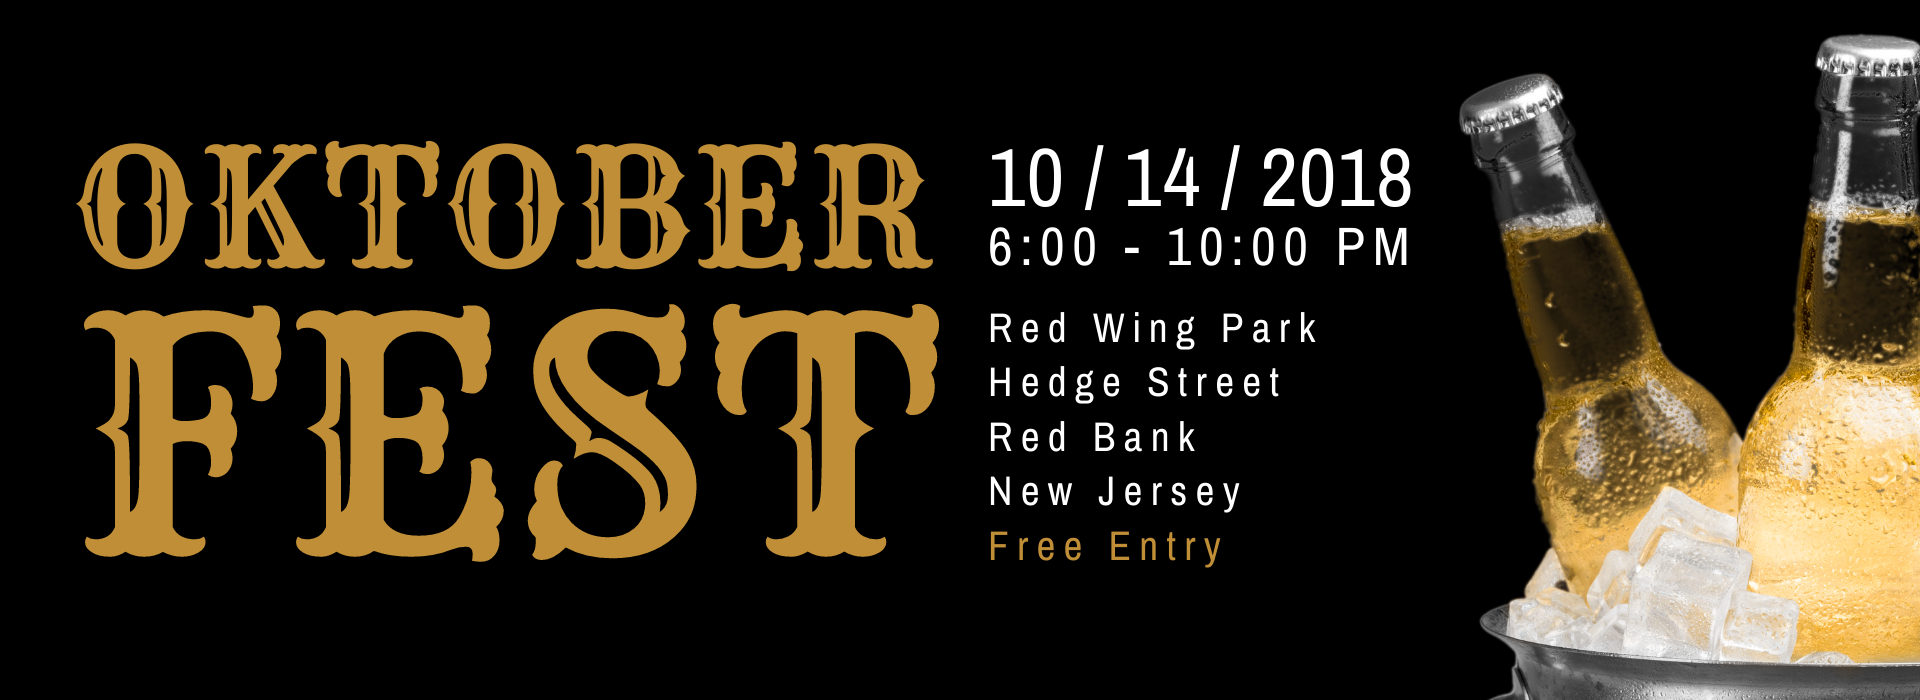 OKTOBER
FEST
10 / 14 / 2018
6:00 - 10:00 PM
Red Wing Park
Hedge Street
Red Bank
New Jersey
Free Entry